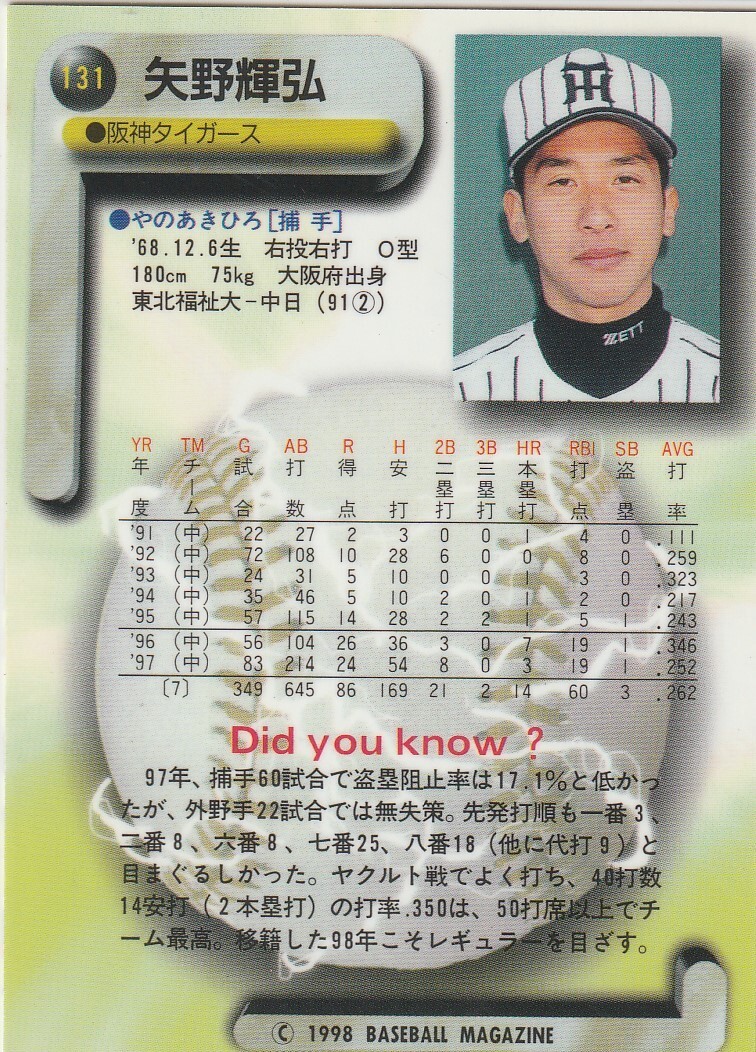 131 矢野輝弘
●阪神タイガース
TH
ZETT
●やのあきひろ[捕手]
'68.12.6生 右投右打 O型
180cm 75kg 大阪府出身
東北福祉大－中日（91②）
YR TM G AB R H 2B 3B HR RBI SB AVG
年度 チーム 試合 打数 得点 安打 二塁打 三塁打 本塁打 打点 盗塁 打率
'91 （中） 22 27 2 3 0 0 1 4 0 .111
'92 （中） 72 108 10 28 6 0 0 8 0 .259
'93 （中） 24 31 5 10 0 0 1 3 0 .323
'94 （中） 35 46 5 10 2 0 1 2 0 .217
'95 （中） 57 115 14 28 2 2 1 5 1 .243
'96 （中） 56 104 26 36 3 0 7 19 1 .346
'97 （中） 83 214 24 54 8 0 3 19 1 .252
〔7〕 349 645 86 169 21 2 14 60 3 .262
Did you know ?
97年、捕手60試合で盗塁阻止率は17.1%と低かっ
たが、外野手22試合では無失策。先発打順も一番3、
二番8、六番8、七番25、八番18（他に代打9）と
目まぐるしかった。ヤクルト戦でよく打ち、40打数
14安打（2本塁打）の打率.350は、50打席以上でチ
ーム最高。移籍した98年こそレギュラーを目ざす。
© 1998 BASEBALL MAGAZINE